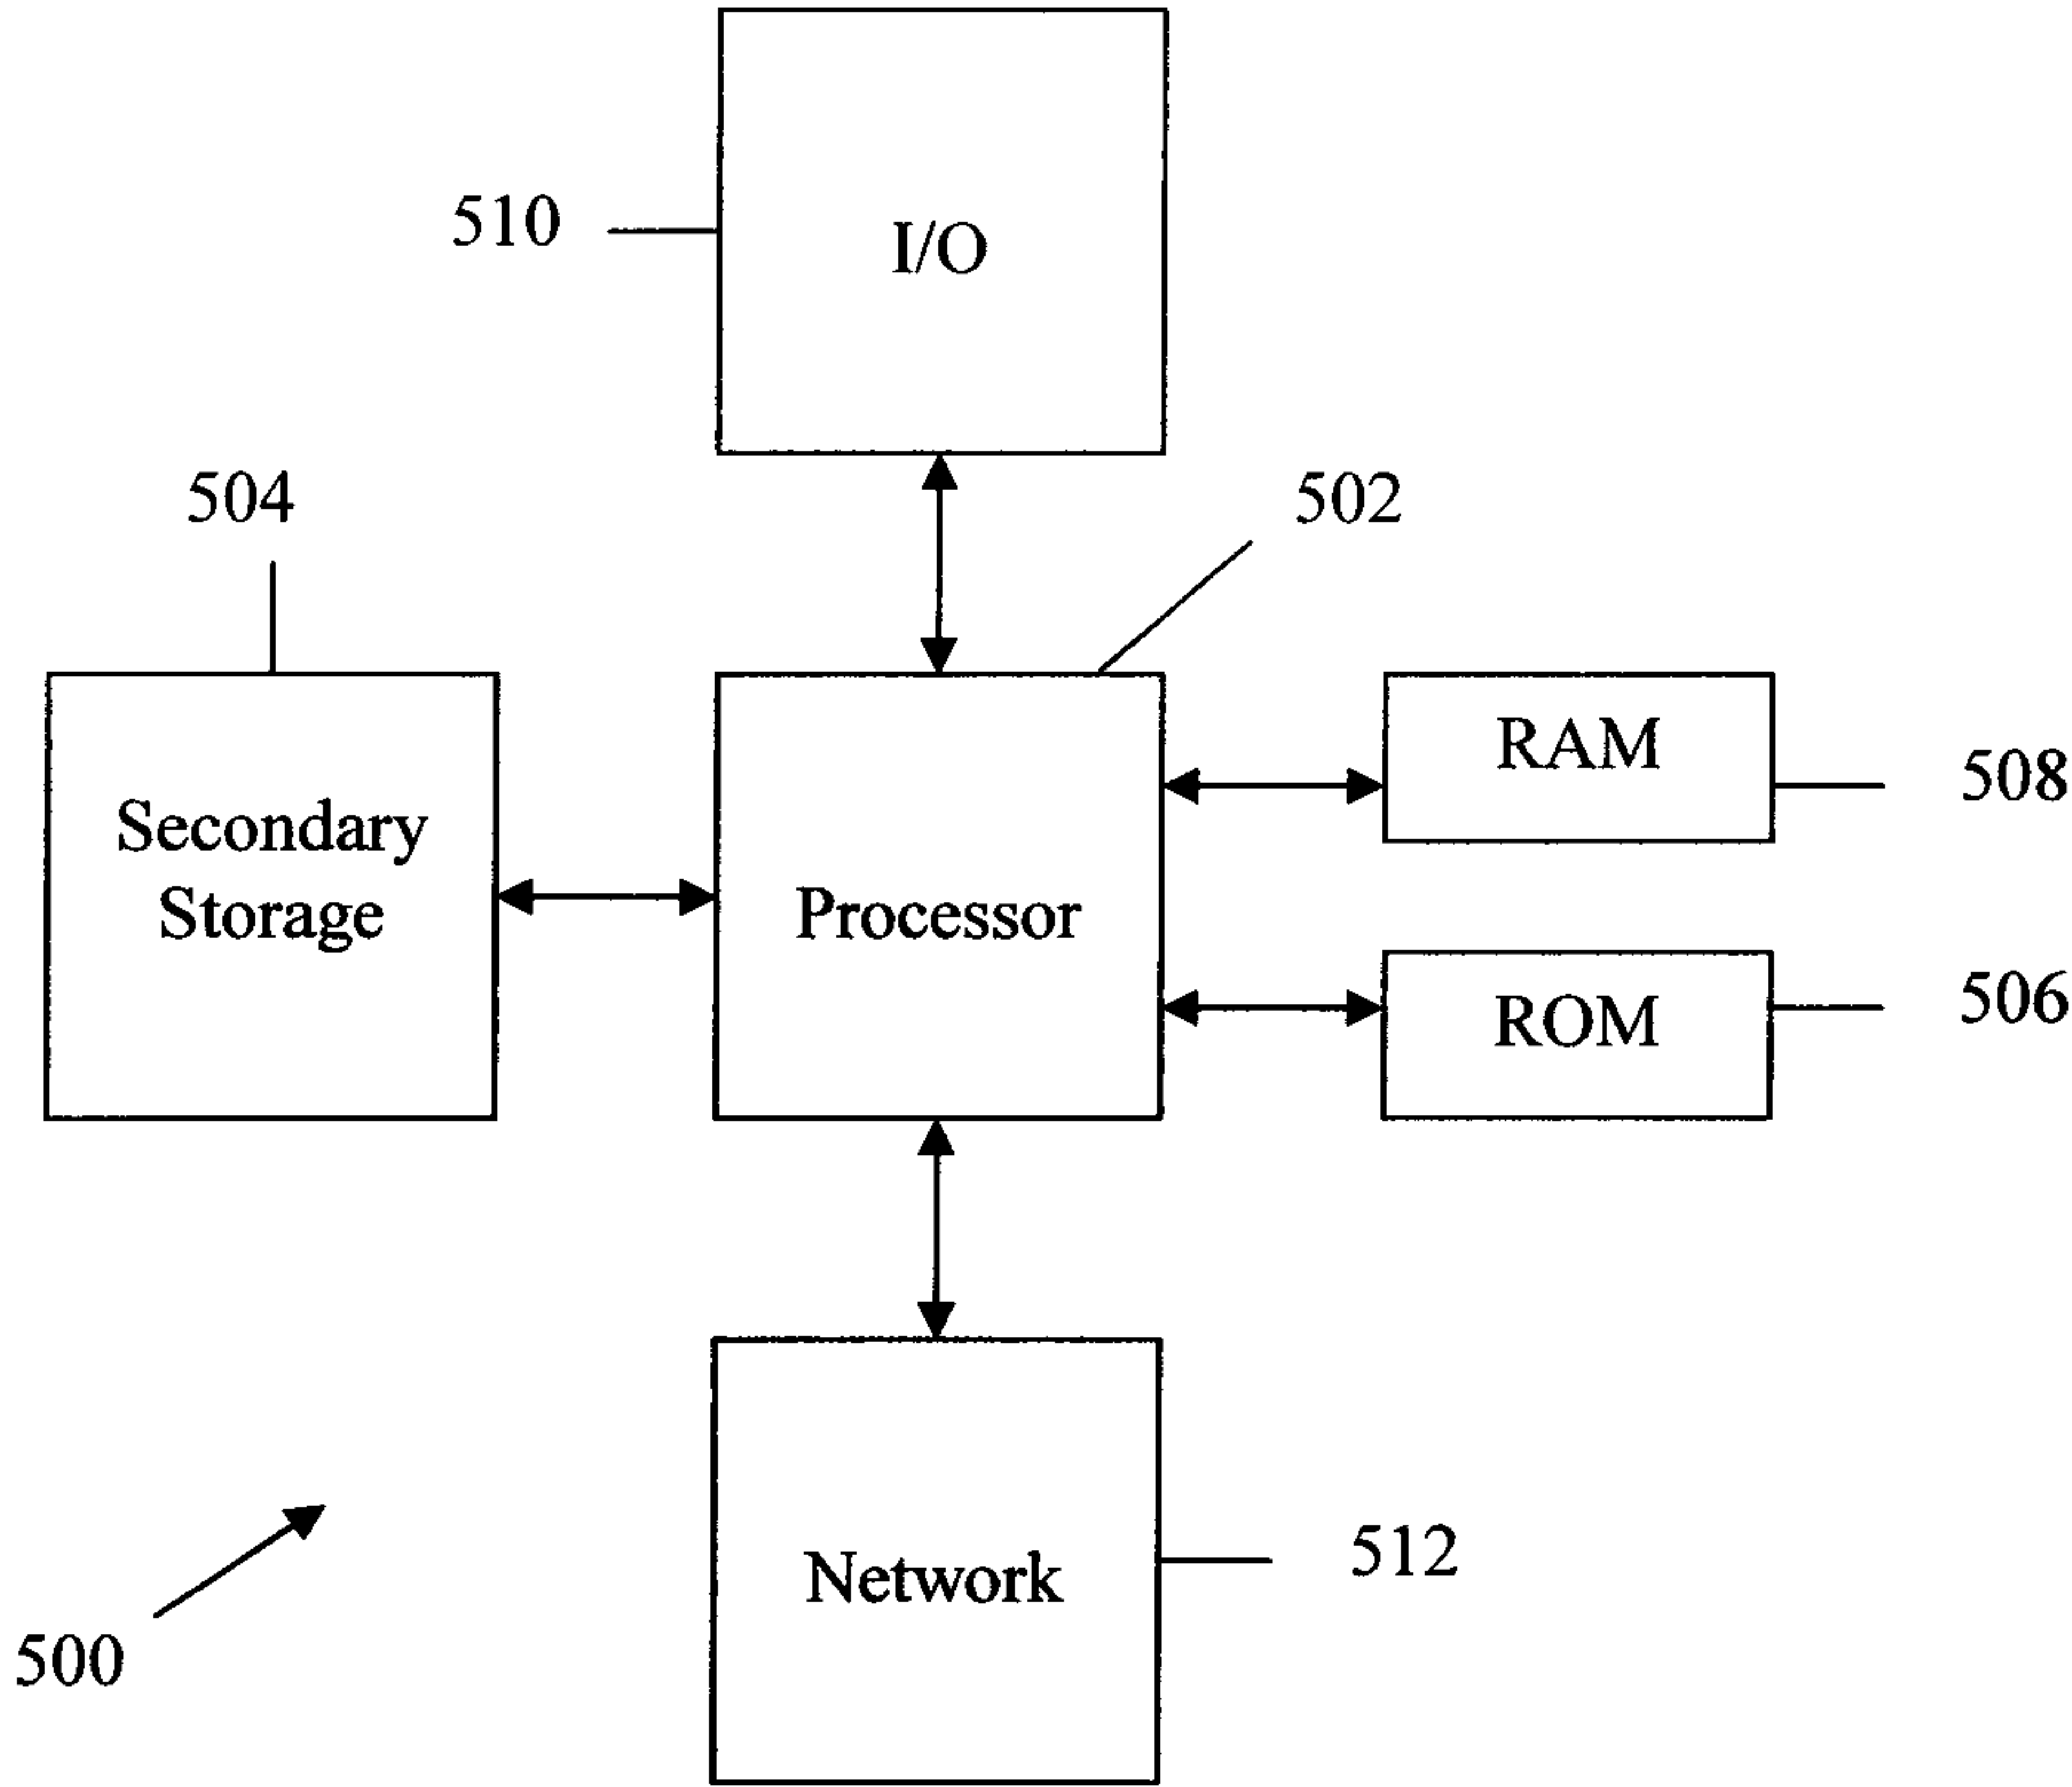 510
I/O
504
502
RAM
508
Secondary
Storage
Processor
506
ROM
512
Network
500